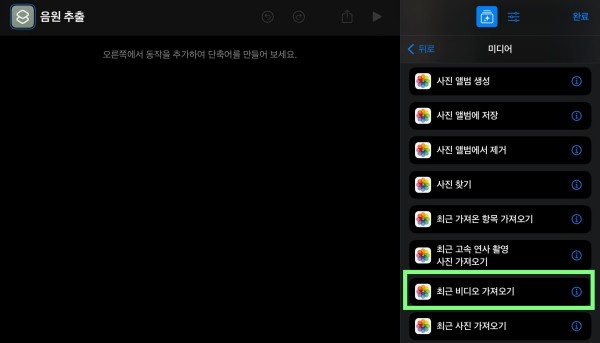 음원 추출
완료
오른쪽에서 동작을 추가하여 단축어를 만들어 보세요.
뒤로
미디어
사진 앨범 생성
사진 앨범에 저장
사진 앨범에서 제거
사진 찾기
최근 가져온 항목 가져오기
최근 고속 연사 촬영
사진 가져오기
최근 비디오 가져오기
최근 사진 가져오기